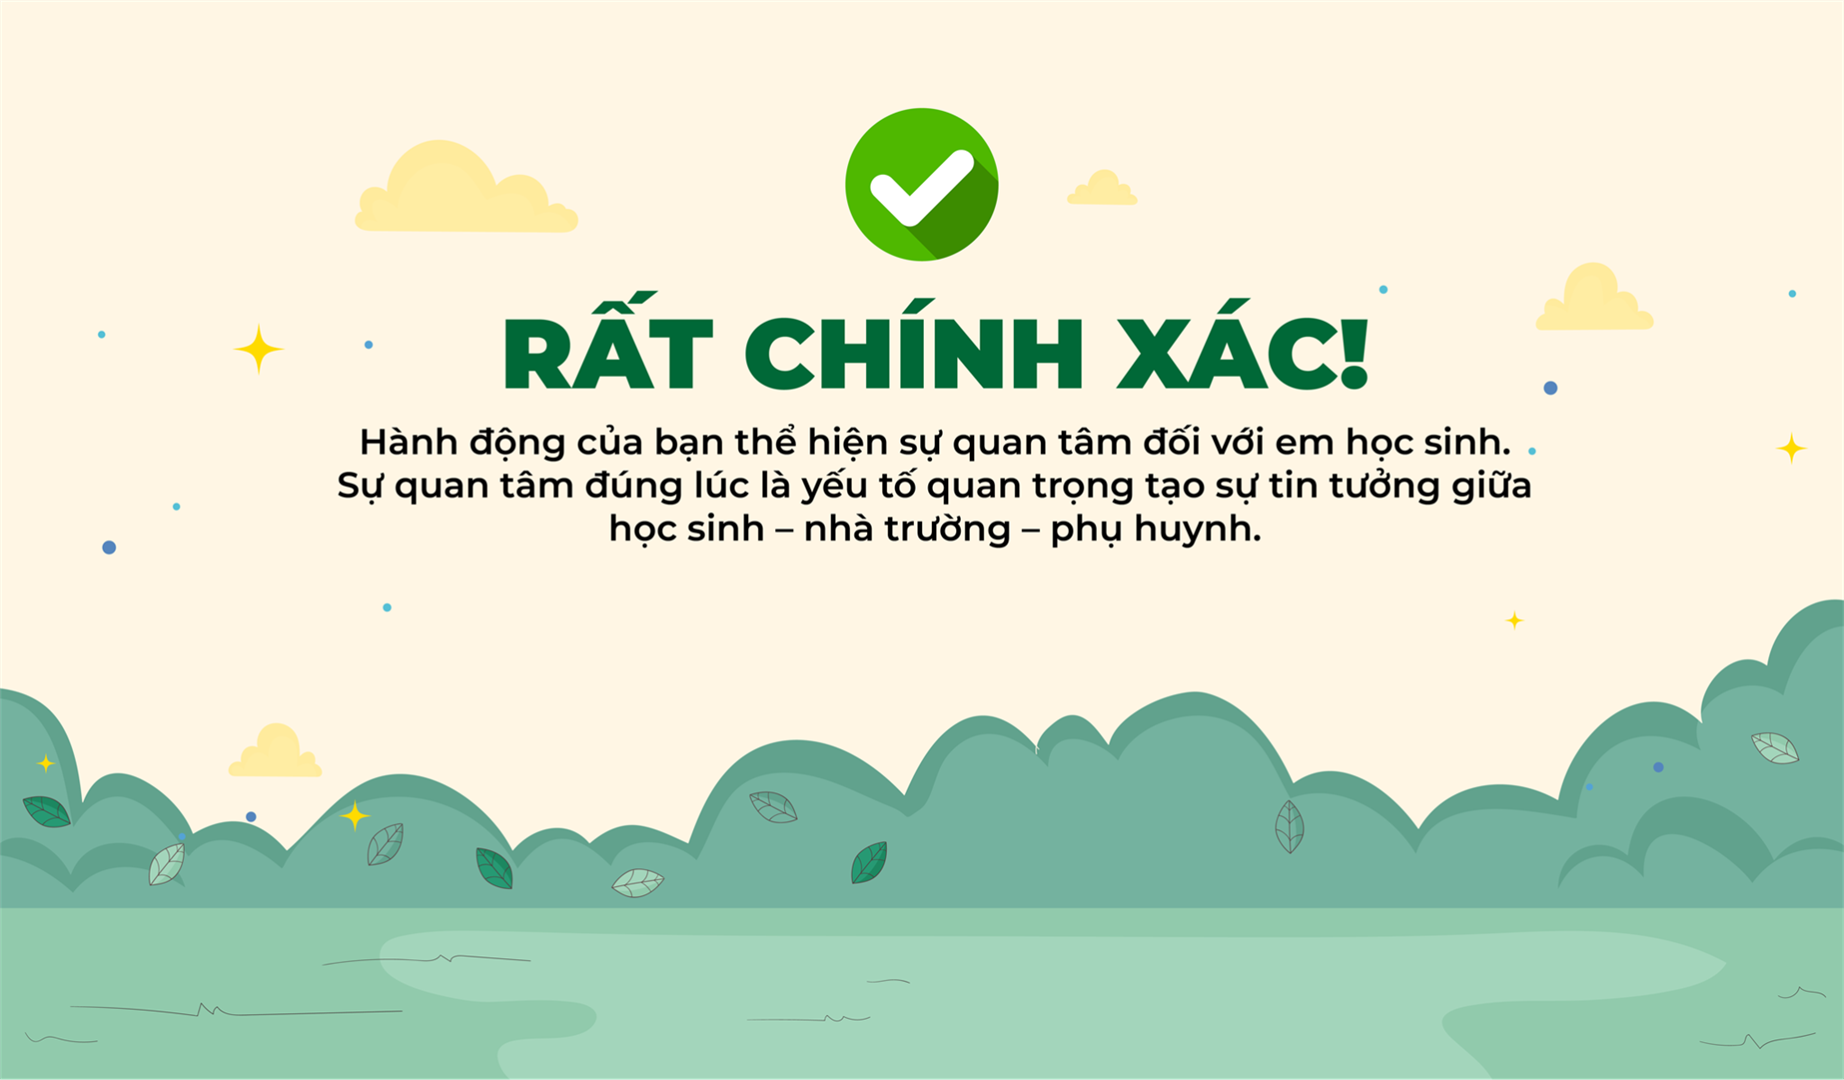 RẤT CHÍNH XÁC!
Hành động của bạn thể hiện sự quan tâm đối với em học sinh.
Sự quan tâm đúng lúc là yếu tố quan trọng tạo sự tin tưởng giữa
học sinh – nhà trường – phụ huynh.